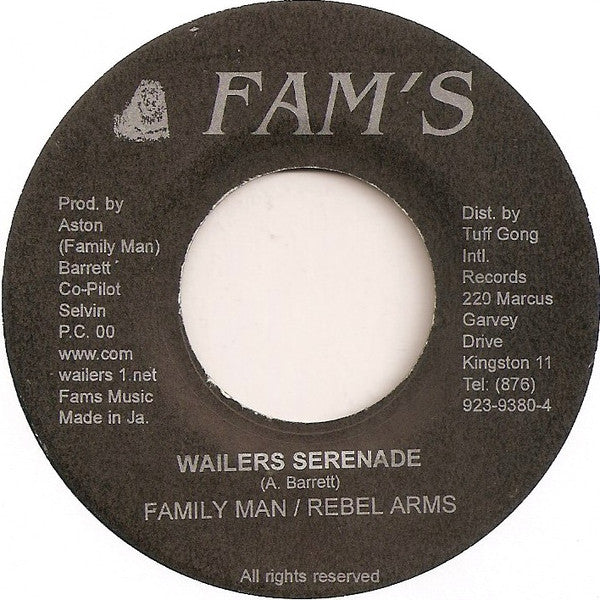 FAM'S
Prod. by
Aston
(Family Man)
Barrett
Co-Pilot
Selvin
P.C. 00
www.com
wailers 1.net
Fams Music
Made in Ja.
Dist. by
Tuff Gong
Intl.
Records
220 Marcus
Garvey
Drive
Kingston 11
Tel: (876)
923-9380-4
WAILERS SERENADE
(A. Barrett)
FAMILY MAN / REBEL ARMS
All rights reserved